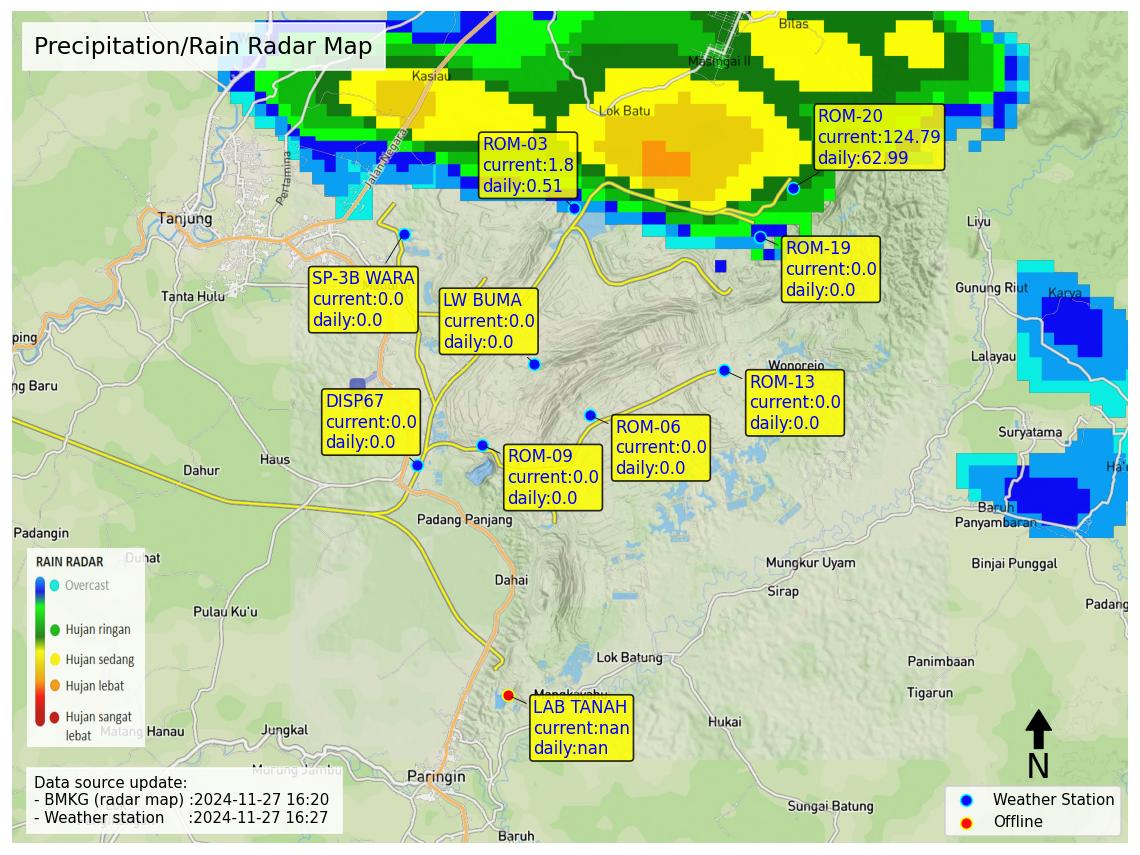 Precipitation/Rain Radar Map
Bilas
Masingai II
Kasiau
Lok Batu
ROM-20
current:124.79
daily:62.99
ROM-03
current:1.8
daily:0.51
Jalan Negara
Pertamina
Tanjung
Liyu
ROM-19
current:0.0
daily:0.0
SP-3B WARA
current:0.0
daily:0.0
LW BUMA
current:0.0
daily:0.0
Tanta Hulu
Gunung Riut
Karya
ping
Lalayau
Wonorejo
ng Baru
ROM-13
current:0.0
daily:0.0
DISP67
current:0.0
daily:0.0
ROM-06
current:0.0
daily:0.0
Suryatama
ROM-09
current:0.0
daily:0.0
Haus
Dahur
Baruh
Panyambaran
Padang Panjang
Padangin
Duhat
Mungkur Uyam
Binjai Punggal
Dahai
Sirap
Padang
Pulau Ku'u
RAIN RADAR
Overcast
Hujan ringan
Hujan sedang
Hujan lebat
Hujan sangat
lebat
Lok Batung
Panimbaan
Tigarun
Mangkayahu
LAB TANAH
current:nan
daily:nan
Hukai
Matang Hanau
Jungkal
Murung Jambu
Paringin
N
Data source update:
- BMKG (radar map) :2024-11-27 16:20
- Weather station :2024-11-27 16:27
Sungai Batung
Baruh
Weather Station
Offline